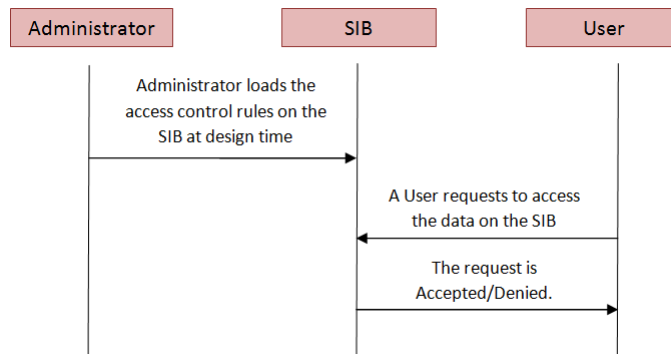 Administrator
SIB
User
Administrator loads the
access control rules on the
SIB at design time
A User requests to access
the data on the SIB
The request is
Accepted/Denied.